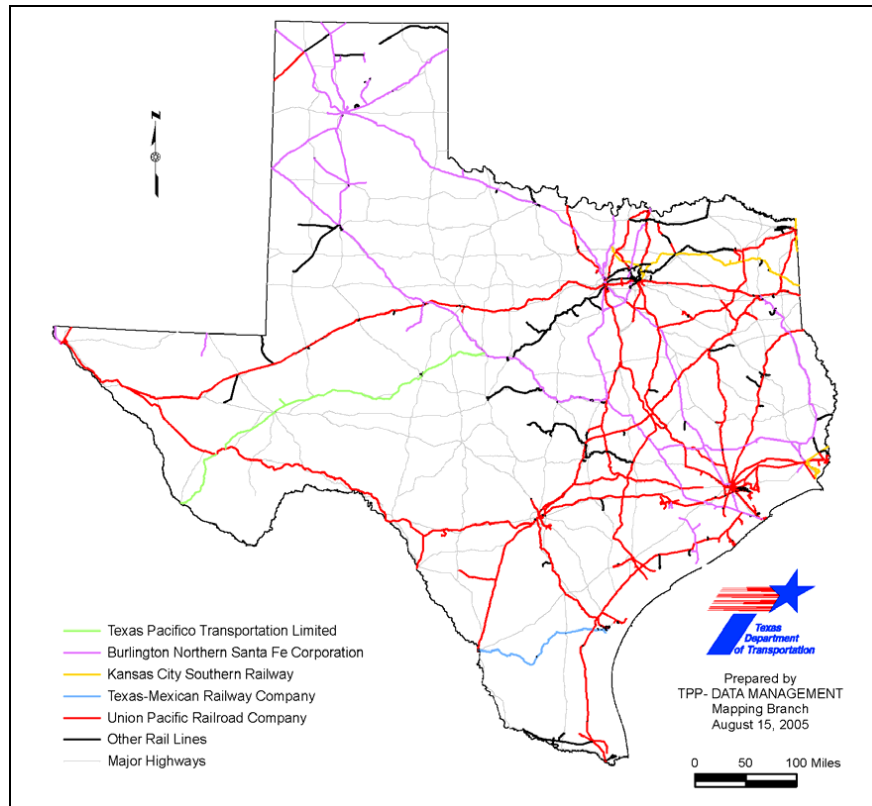 N
Texas Pacifico Transportation Limited
Burlington Northern Santa Fe Corporation
Kansas City Southern Railway
Texas-Mexican Railway Company
Union Pacific Railroad Company
Other Rail Lines
Major Highways
Texas
Department
of Transportation
Prepared by
TPP- DATA MANAGEMENT
Mapping Branch
August 15, 2005
0 50 100 Miles